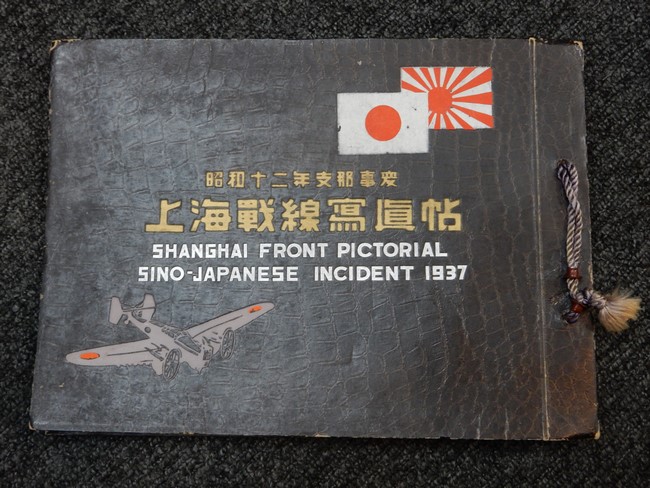 昭和十二年支那事変
上海戰線寫眞帖
SHANGHAI FRONT PICTORIAL
SINO-JAPANESE INCIDENT 1937